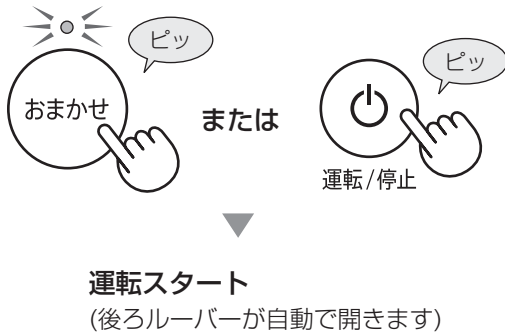 ピッ
おまかせ
または
ピッ
運転/停止
運転スタート
(後ろルーバーが自動で開きます)